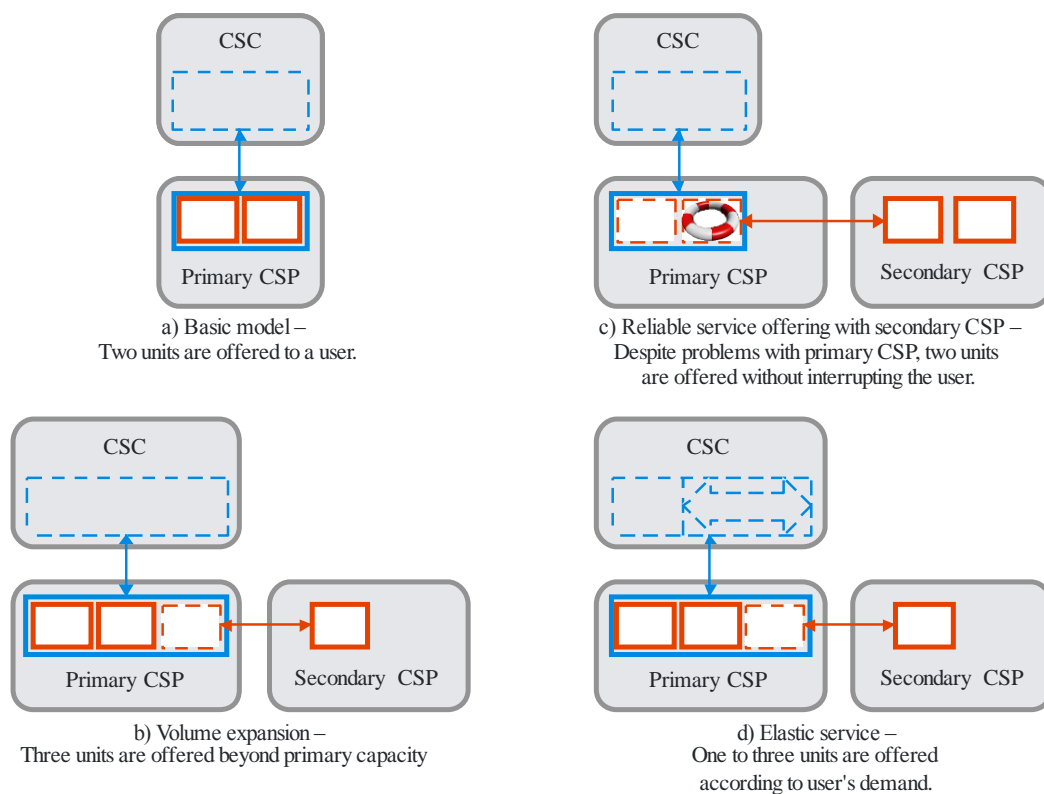 CSC
Primary CSP
a) Basic model –
Two units are offered to a user.
CSC
Primary CSP
Secondary CSP
c) Reliable service offering with secondary CSP –
Despite problems with primary CSP, two units
are offered without interrupting the user.
CSC
Primary CSP
Secondary CSP
b) Volume expansion –
Three units are offered beyond primary capacity
CSC
Primary CSP
Secondary CSP
d) Elastic service –
One to three units are offered
according to user's demand.